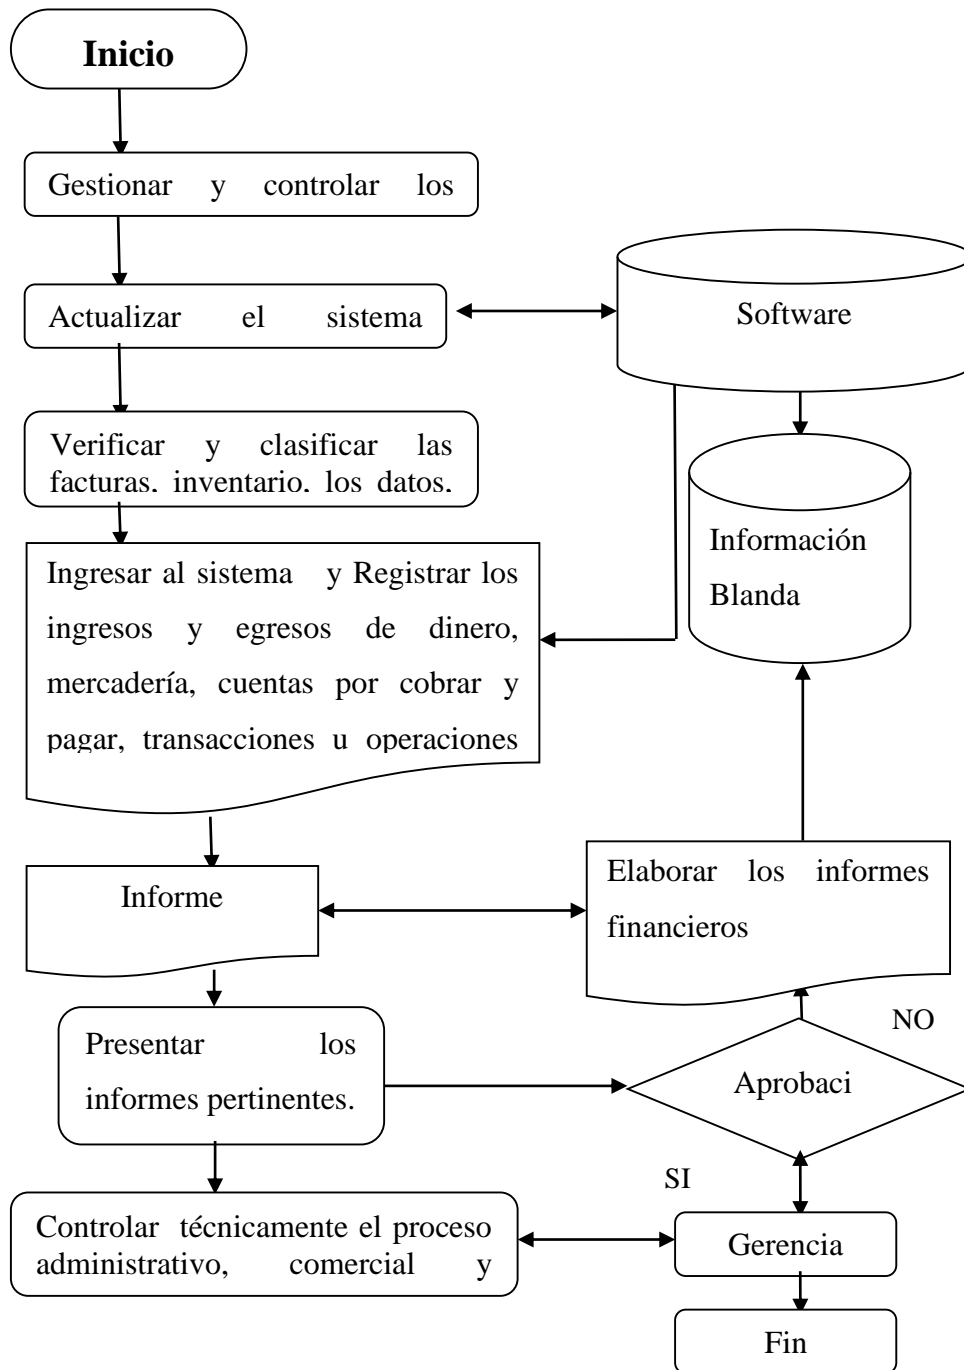 Inicio
Gestionar y controlar los
Actualizar el sistema
Software
Verificar y clasificar las
facturas, inventario, los datos,
Información
Blanda
Ingresar al sistema y Registrar los
ingresos y egresos de dinero,
mercadería, cuentas por cobrar y
pagar, transacciones u operaciones
Informe
Elaborar los informes
financieros
NO
Presentar los
informes pertinentes.
Aprobaci
SI
Controlar técnicamente el proceso
administrativo, comercial y
Gerencia
Fin